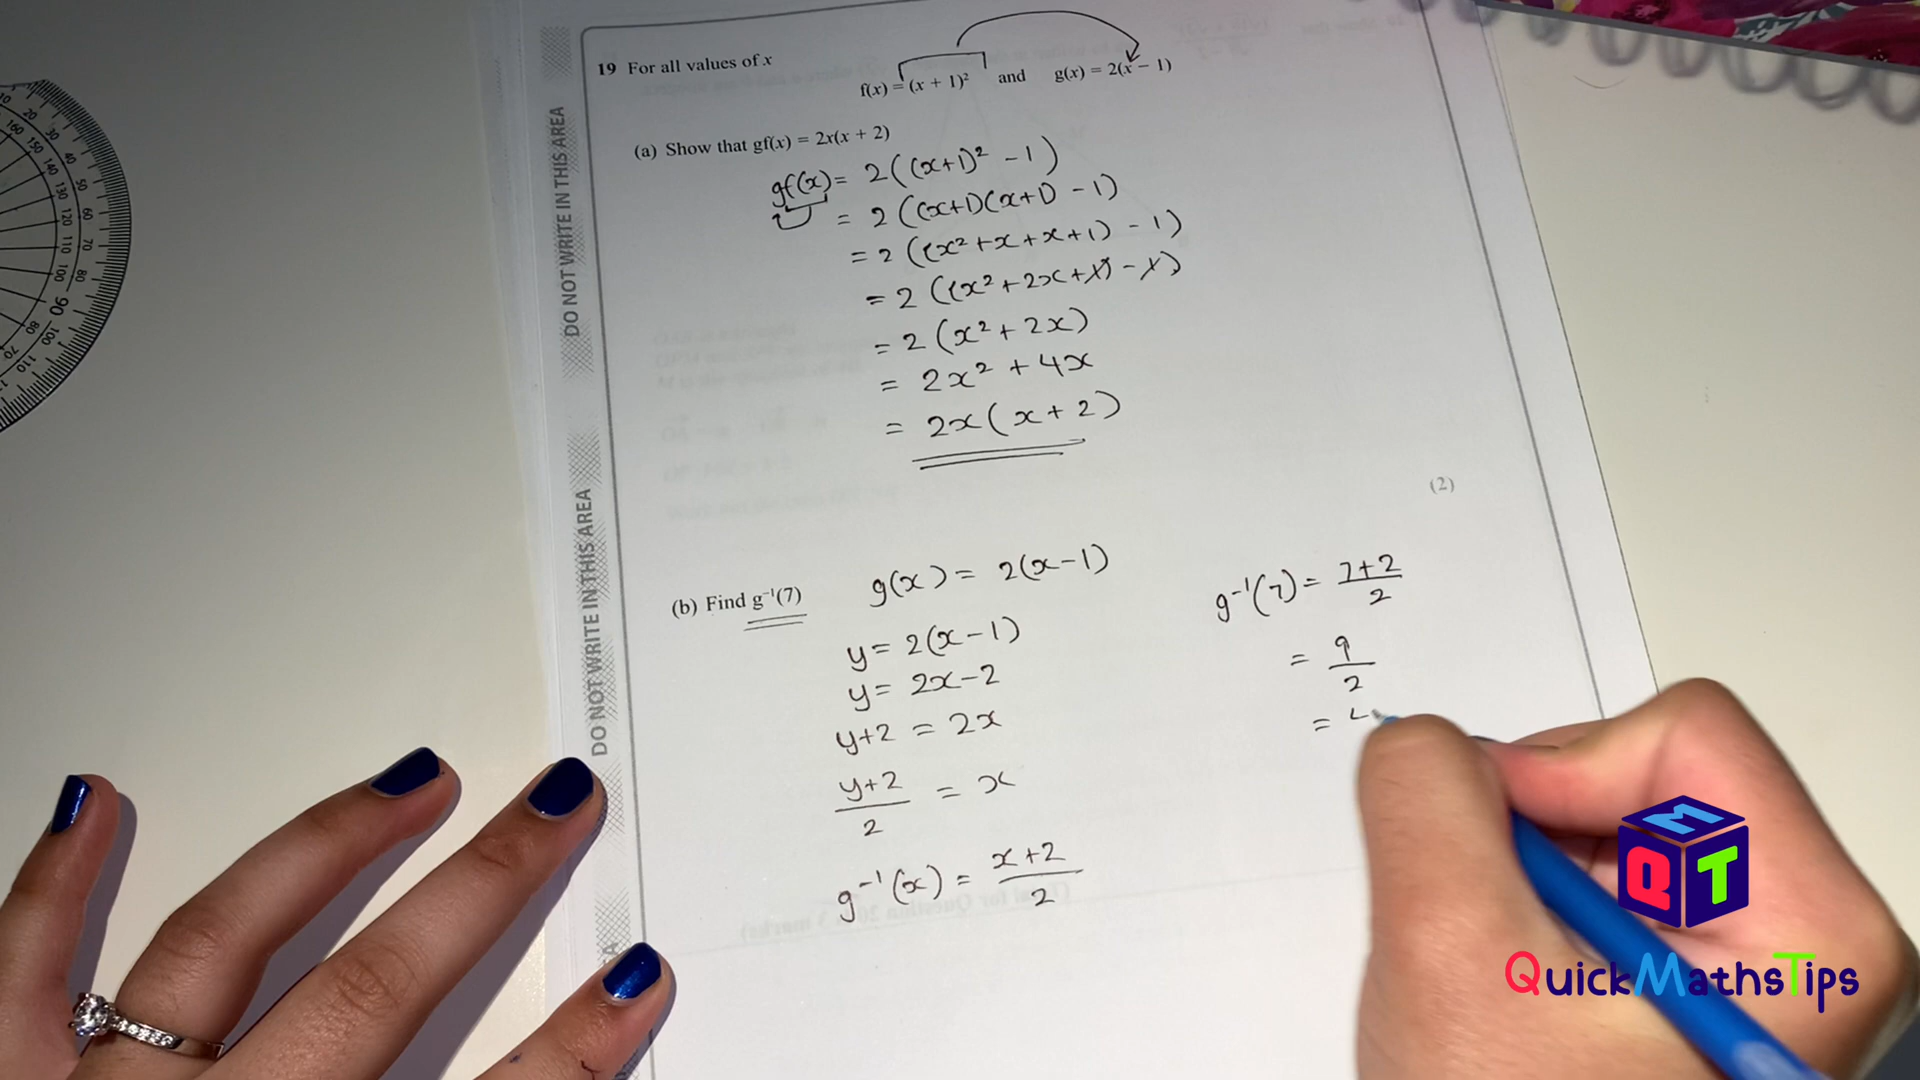 19 For all values of x
f(x) = (x + 1)² and g(x) = 2(x − 1)
(a) Show that gf(x) = 2x(x + 2)
gf(x) = 2((x+1)² − 1)
= 2((x+1)(x+1) − 1)
= 2((x²+x+x+1) − 1)
= 2((x²+2x+1) − 1)
= 2(x²+2x)
= 2x² + 4x
= 2x(x+2)
(2)
(b) Find g⁻¹(7)
g(x) = 2(x−1)
y = 2(x−1)
y = 2x−2
y+2 = 2x
y+2
2
= x
g⁻¹(x) = x+2
2
g⁻¹(7) = 7+2
2
= 9
2
= 4
DO NOT WRITE IN THIS AREA
DO NOT WRITE IN THIS AREA
QMT
QuickMathsTips